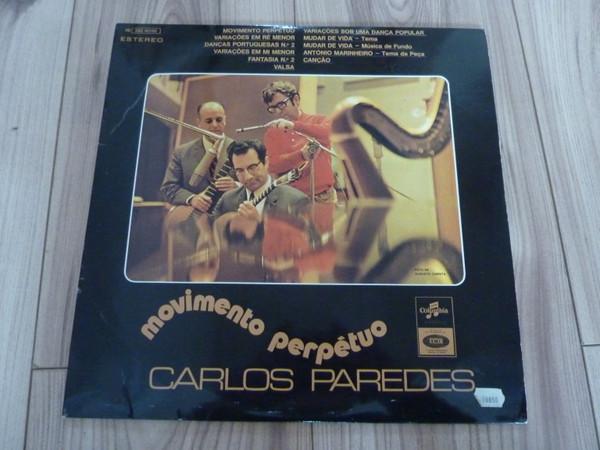 ESTEREO
MOVIMENTO PERPÉTUO
VARIAÇÕES EM RÉ MENOR
DANÇAS PORTUGUESAS N.º 2
VARIAÇÕES EM MI MENOR
FANTASIA N.º 2
VALSA
VARIAÇÕES SOB UMA DANÇA POPULAR
MUDAR DE VIDA - Tema
MUDAR DE VIDA - Música de Fundo
ANTÓNIO MARINHEIRO - Tema da Peça
CANÇÃO
movimento perpétuo
Columbia
EMI
CARLOS PAREDES